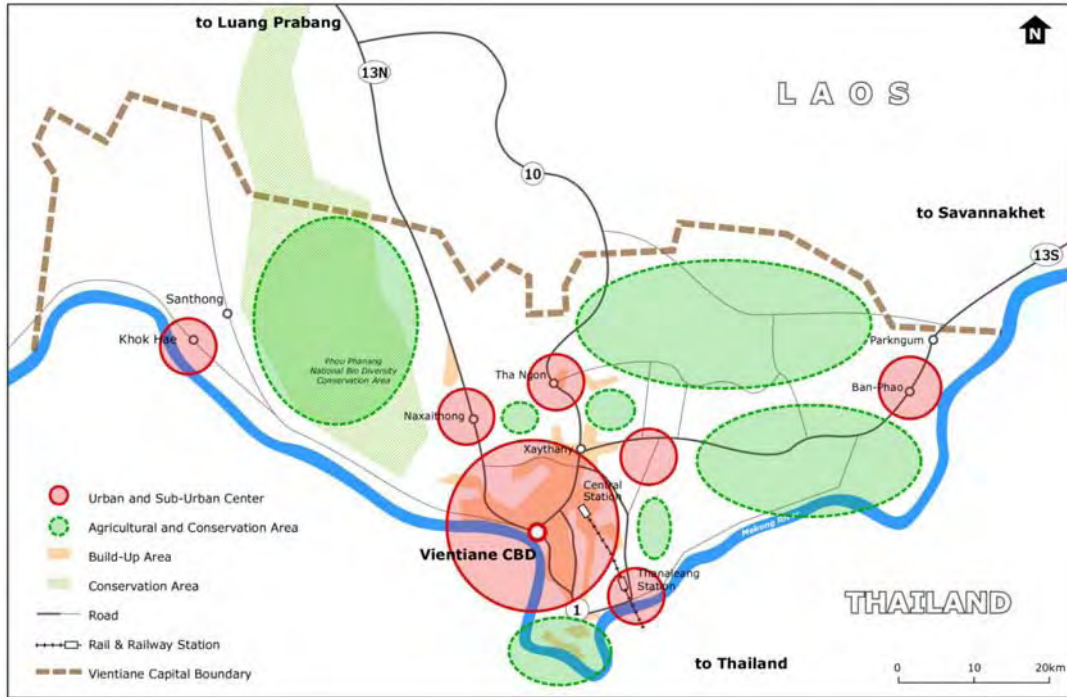 to Luang Prabang
N
13N
LAOS
10
to Savannakhet
13S
Santhong
Khok Hae
Parkngum
Phou Phanang
National Bio Diversity
Conservation Area
Tha Ngon
Ban-Phao
Naxaithong
Xaythany
Central
Station
Urban and Sub-Urban Center
Agricultural and Conservation Area
Mekong
Build-Up Area
Vientiane CBD
Conservation Area
Thanaleang
Station
THAILAND
1
Road
Rail & Railway Station
to Thailand
Vientiane Capital Boundary
0 10 20km